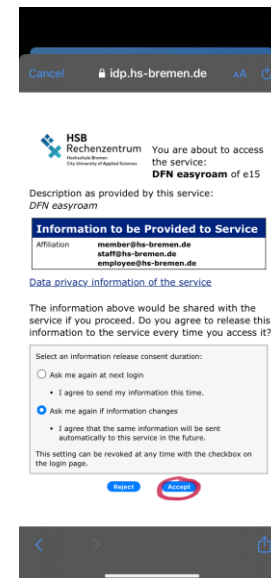 Cancel
idp.hs-bremen.de
AA
HSB
Rechenzentrum
Hochschule Bremen
City University of Applied Sciences
You are about to access
the service:
DFN easyroam of e15
Description as provided by this service:
DFN easyroam
Information to be Provided to Service
Affiliation
member@hs-bremen.de
staff@hs-bremen.de
employee@hs-bremen.de
Data privacy information of the service
The information above would be shared with the
service if you proceed. Do you agree to release this
information to the service every time you access it?
Select an information release consent duration:
Ask me again at next login
• I agree to send my information this time.
Ask me again if information changes
• I agree that the same information will be sent
automatically to this service in the future.
This setting can be revoked at any time with the checkbox on
the login page.
Reject
Accept